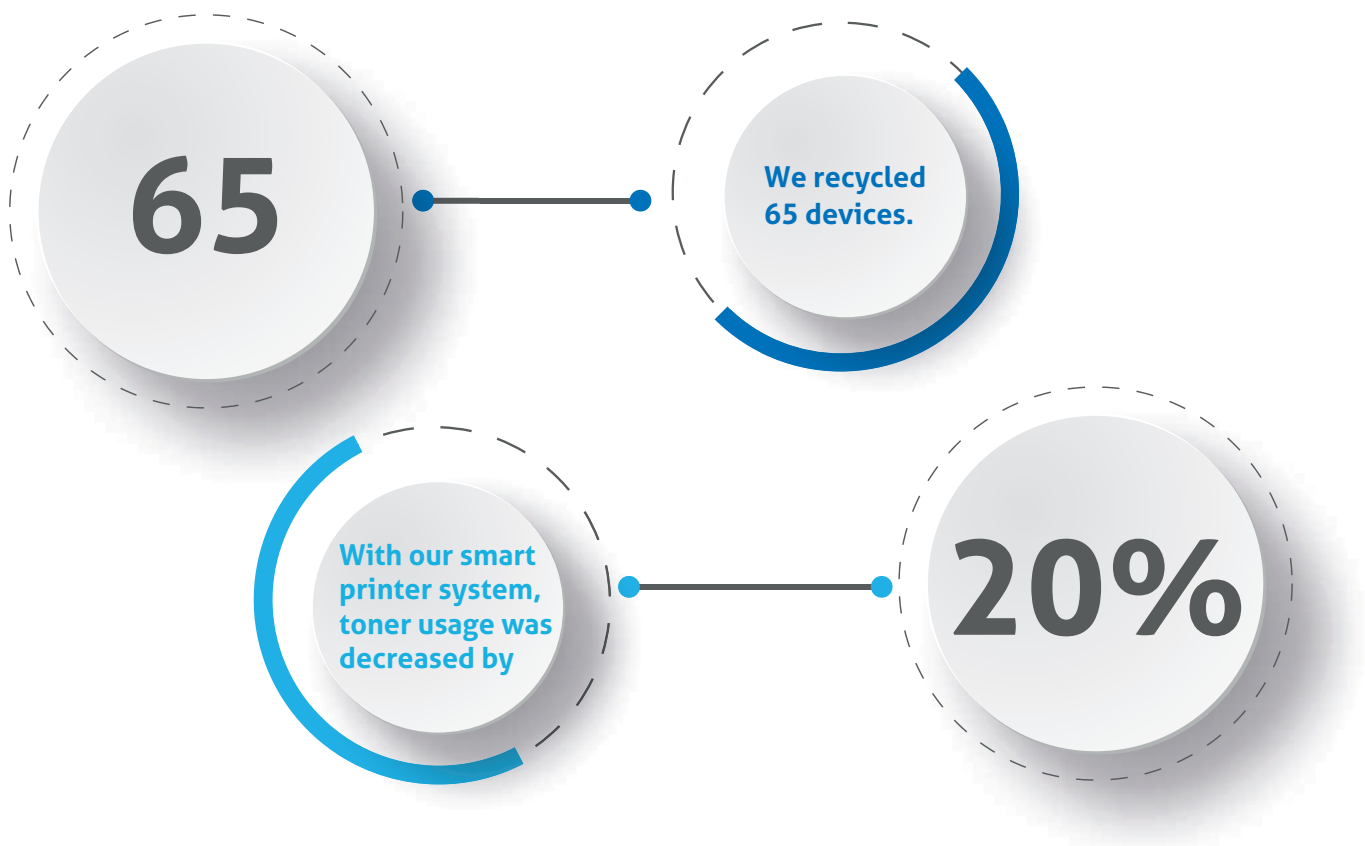 65
We recycled
65 devices.
With our smart
printer system,
toner usage was
decreased by
20%